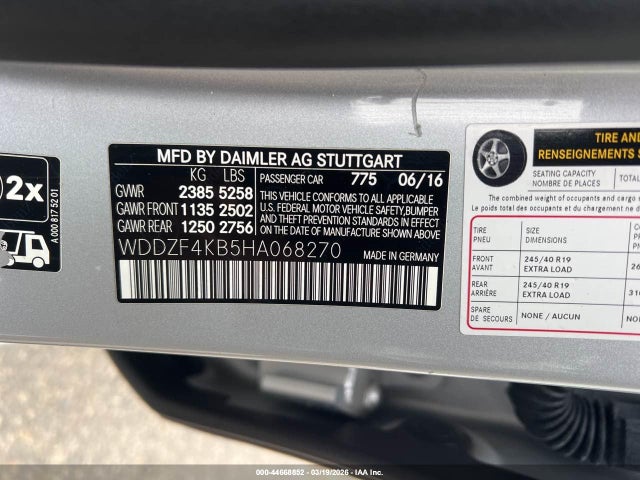 2x
A 000 817 52 01
MFD BY DAIMLER AG STUTTGART
KG LBS
PASSENGER CAR 775 06/16
GVWR 2385 5258
GAWR FRONT 1135 2502
GAWR REAR 1250 2756
THIS VEHICLE CONFORMS TO ALL APPLICABLE
U.S. FEDERAL MOTOR VEHICLE SAFETY,BUMPER,
AND THEFT PREVENTION STANDARDS IN EFFECT
ON THE DATE OF MANUFACTURE SHOWN ABOVE.
WDDZF4KB5HA068270
MADE IN GERMANY
TIRE AND
RENSEIGNEMENTS S
SEATING CAPACITY
NOMBRE DE PLACES
The combined weight of occupants and cargo s
Le poids total des occupants et du chargement
TIRE
PNEU
SIZE
DIMENSIONS
FRONT
AVANT
245/40 R19
EXTRA LOAD
REAR
ARRIÈRE
245/40 R19
EXTRA LOAD
SPARE
DE SECOURS
NONE / AUCUN
000-44668852 - 03/19/2026 - IAA Inc.